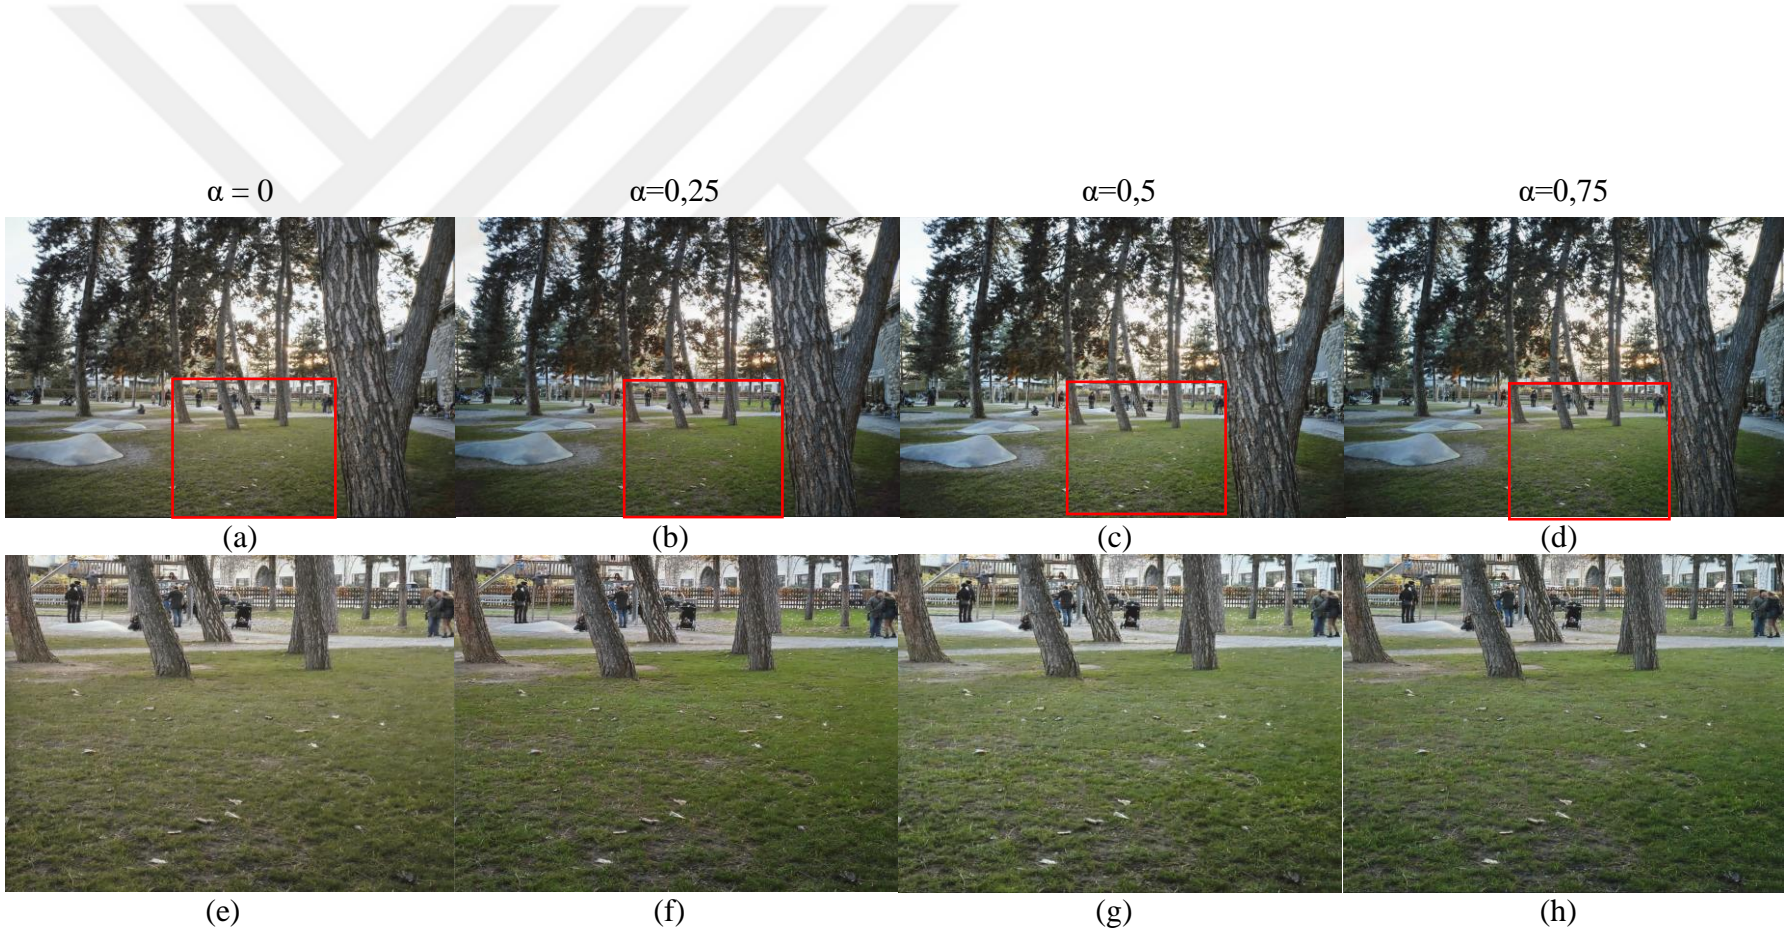 α = 0 α=0,25 α=0,5 α=0,75
(a) (b) (c) (d)
(e) (f) (g) (h)